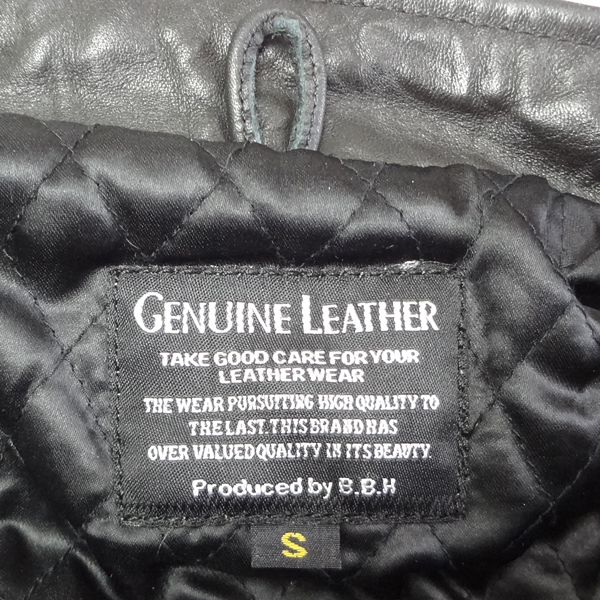 GENUINE LEATHER
TAKE GOOD CARE FOR YOUR
LEATHER WEAR
THE WEAR PURSUITING HIGH QUALITY TO
THE LAST. THIS BRAND HAS
OVER VALUED QUALITY IN ITS BEAUTY.
Produced by B.B.H
S